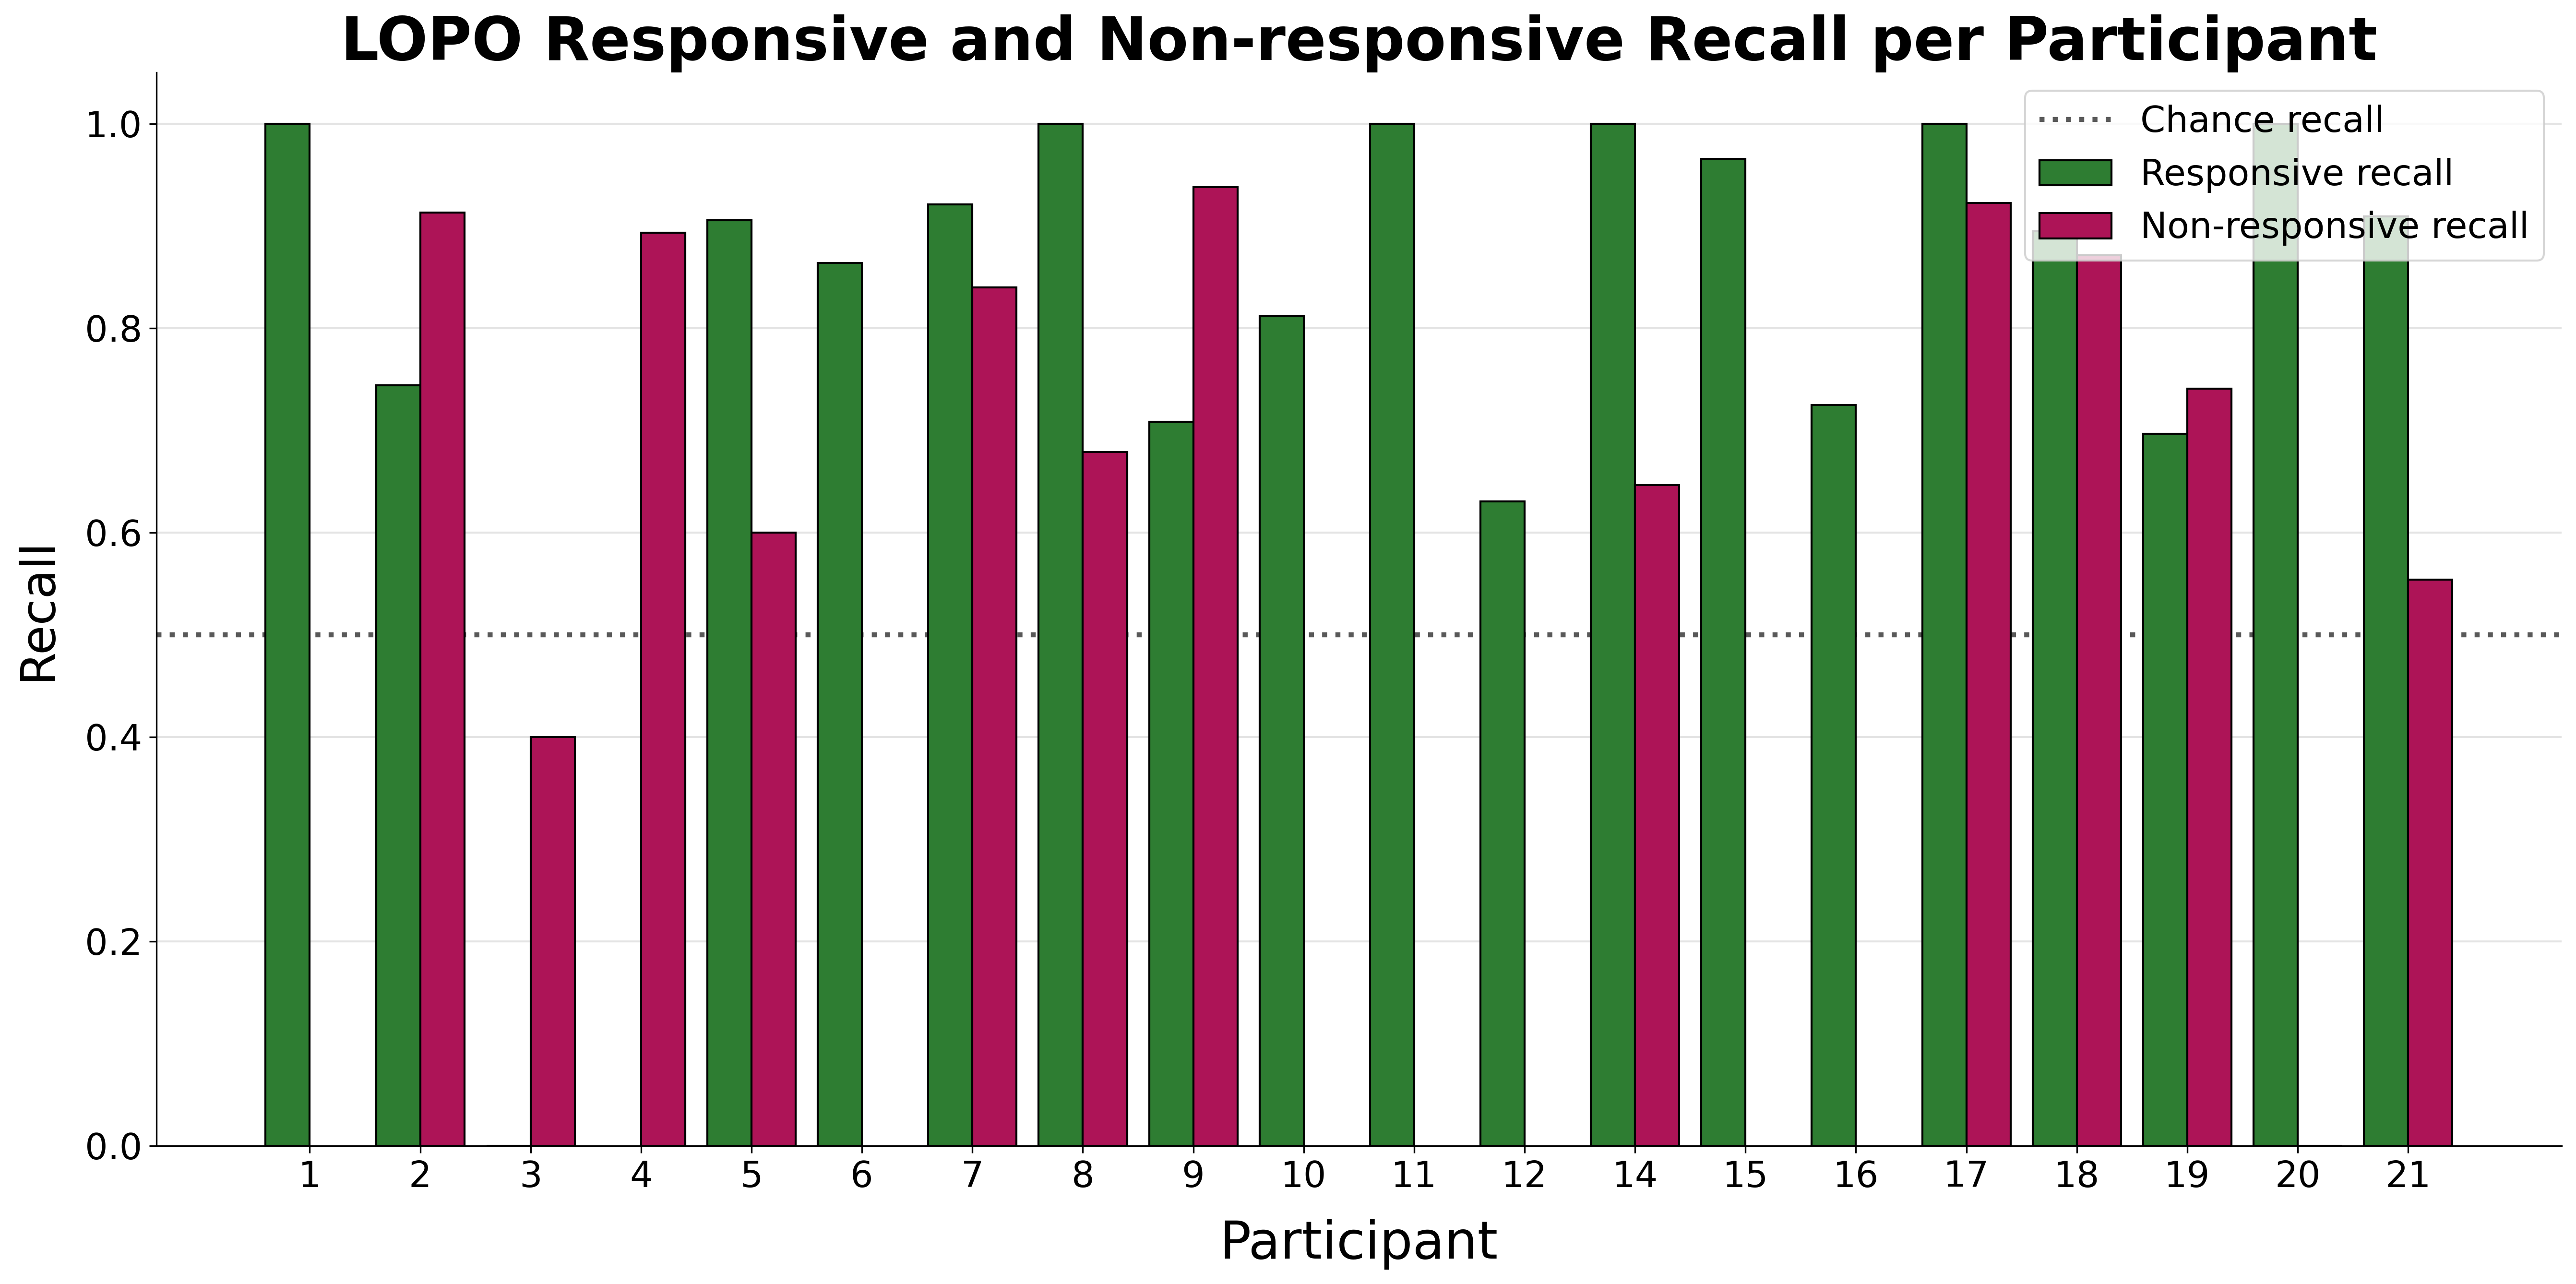 LOPO Responsive and Non-responsive Recall per Participant
Chance recall
Responsive recall
Non-responsive recall
Recall
1.0
0.8
0.6
0.4
0.2
0.0
1 2 3 4 5 6 7 8 9 10 11 12 14 15 16 17 18 19 20 21
Participant